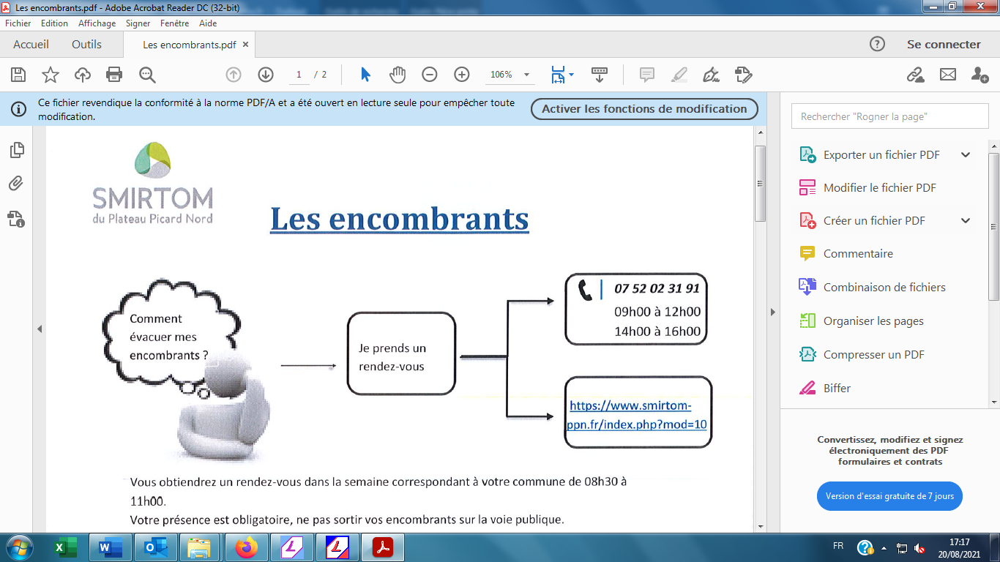 Les encombrants.pdf - Adobe Acrobat Reader DC (32-bit)
Fichier Edition Affichage Signer Fenêtre Aide
Accueil Outils Les encombrants.pdf × Se connecter
1 / 2 106%
Ce fichier revendique la conformité à la norme PDF/A et a été ouvert en lecture seule pour empêcher toute
modification.
Activer les fonctions de modification
SMIRTOM
du Plateau Picard Nord
Les encombrants
Comment
évacuer mes
encombrants ?
Je prends un
rendez-vous
07 52 02 31 91
09h00 à 12h00
14h00 à 16h00
https://www.smirtom-
ppn.fr/index.php?mod=10
Vous obtiendrez un rendez-vous dans la semaine correspondant à votre commune de 08h30 à
11h00.
Votre présence est obligatoire, ne pas sortir vos encombrants sur la voie publique.
Rechercher "Rogner la page"
Exporter un fichier PDF
Modifier le fichier PDF
Créer un fichier PDF
Commentaire
Combinaison de fichiers
Organiser les pages
Compresser un PDF
Biffer
Convertissez, modifiez et signez
électroniquement des PDF
formulaires et contrats
Version d'essai gratuite de 7 jours
FR
17:17
20/08/2021